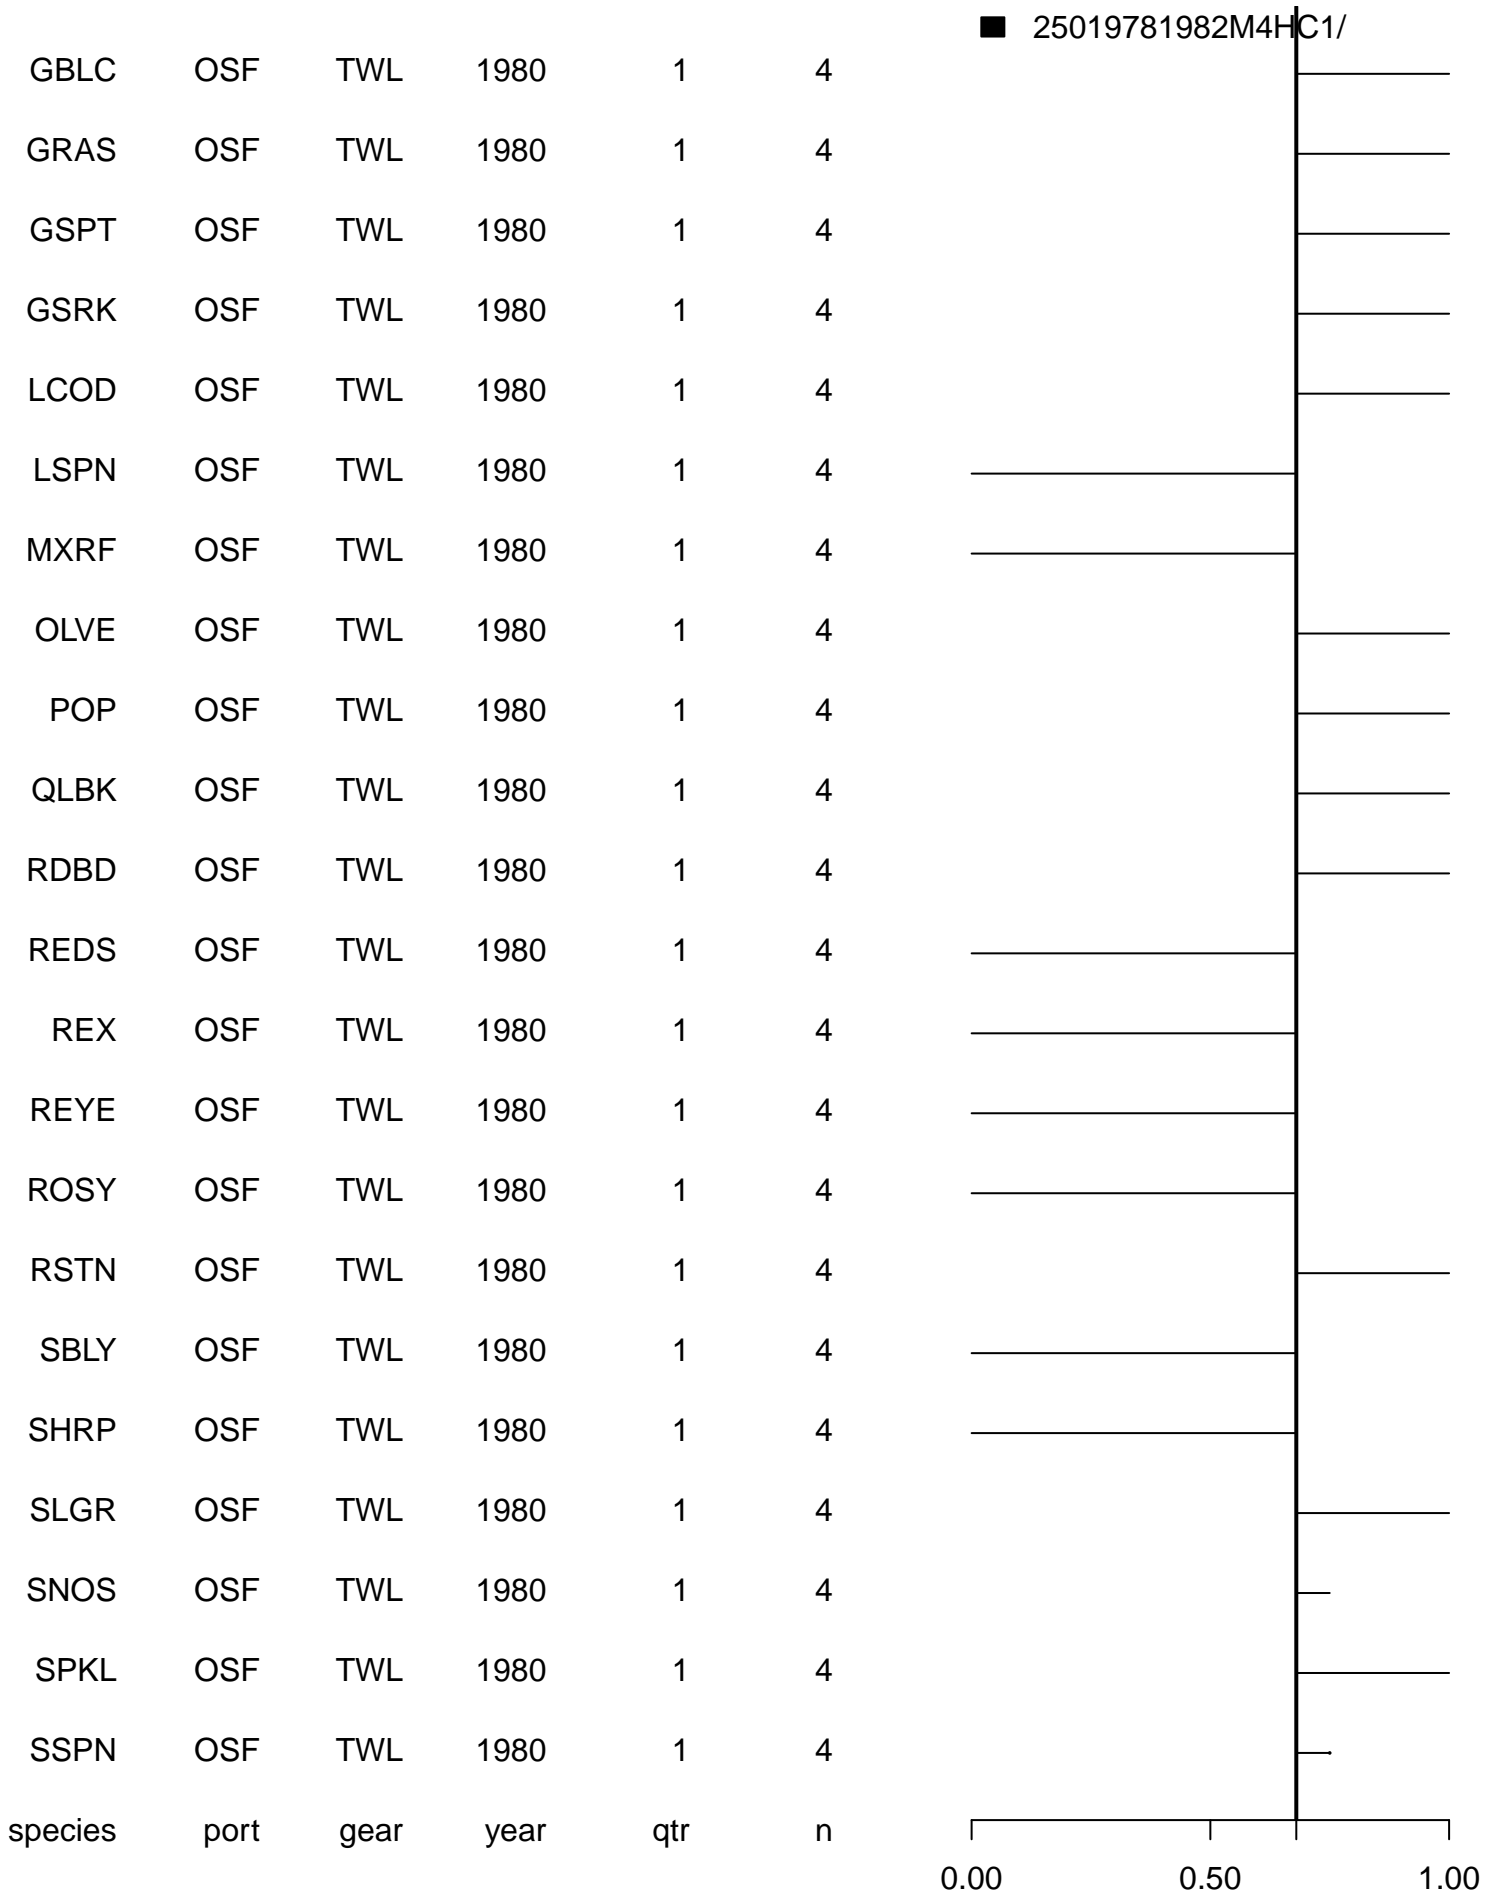 25019781982M4HC1/
GBLC OSF TWL 1980 1 4
GRAS OSF TWL 1980 1 4
GSPT OSF TWL 1980 1 4
GSRK OSF TWL 1980 1 4
LCOD OSF TWL 1980 1 4
LSPN OSF TWL 1980 1 4
MXRF OSF TWL 1980 1 4
OLVE OSF TWL 1980 1 4
POP OSF TWL 1980 1 4
QLBK OSF TWL 1980 1 4
RDBD OSF TWL 1980 1 4
REDS OSF TWL 1980 1 4
REX OSF TWL 1980 1 4
REYE OSF TWL 1980 1 4
ROSY OSF TWL 1980 1 4
RSTN OSF TWL 1980 1 4
SBLY OSF TWL 1980 1 4
SHRP OSF TWL 1980 1 4
SLGR OSF TWL 1980 1 4
SNOS OSF TWL 1980 1 4
SPKL OSF TWL 1980 1 4
SSPN OSF TWL 1980 1 4
species port gear year qtr n
0.00 0.50 1.00